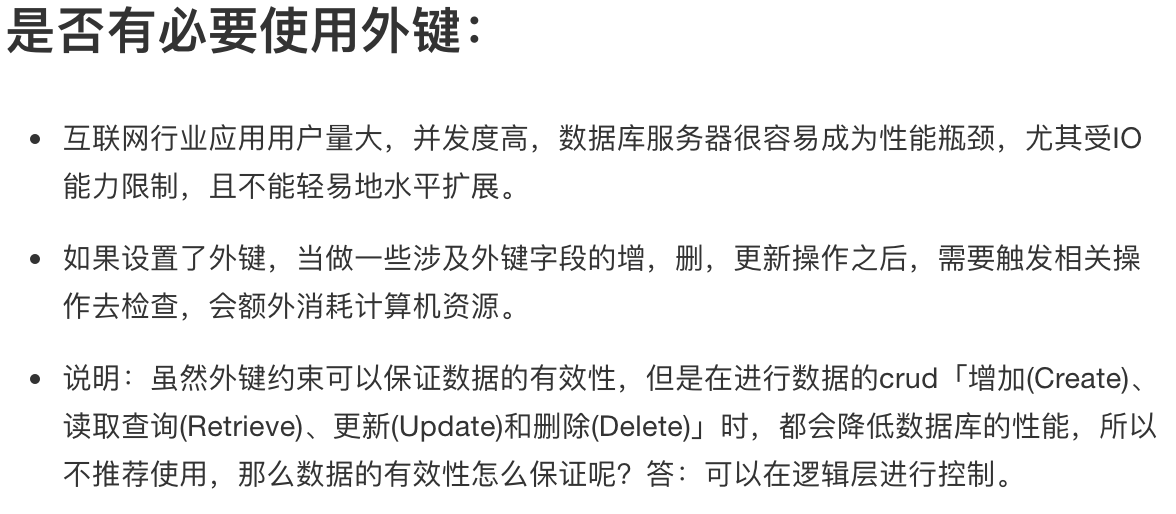 是否有必要使用外键：
• 互联网行业应用用户量大，并发度高，数据库服务器很容易成为性能瓶颈，尤其受IO
能力限制，且不能轻易地水平扩展。
• 如果设置了外键，当做一些涉及外键字段的增，删，更新操作之后，需要触发相关操
作去检查，会额外消耗计算机资源。
• 说明：虽然外键约束可以保证数据的有效性，但是在进行数据的crud「增加(Create)、
读取查询(Retrieve)、更新(Update)和删除(Delete)」时，都会降低数据库的性能，所以
不推荐使用，那么数据的有效性怎么保证呢？答：可以在逻辑层进行控制。